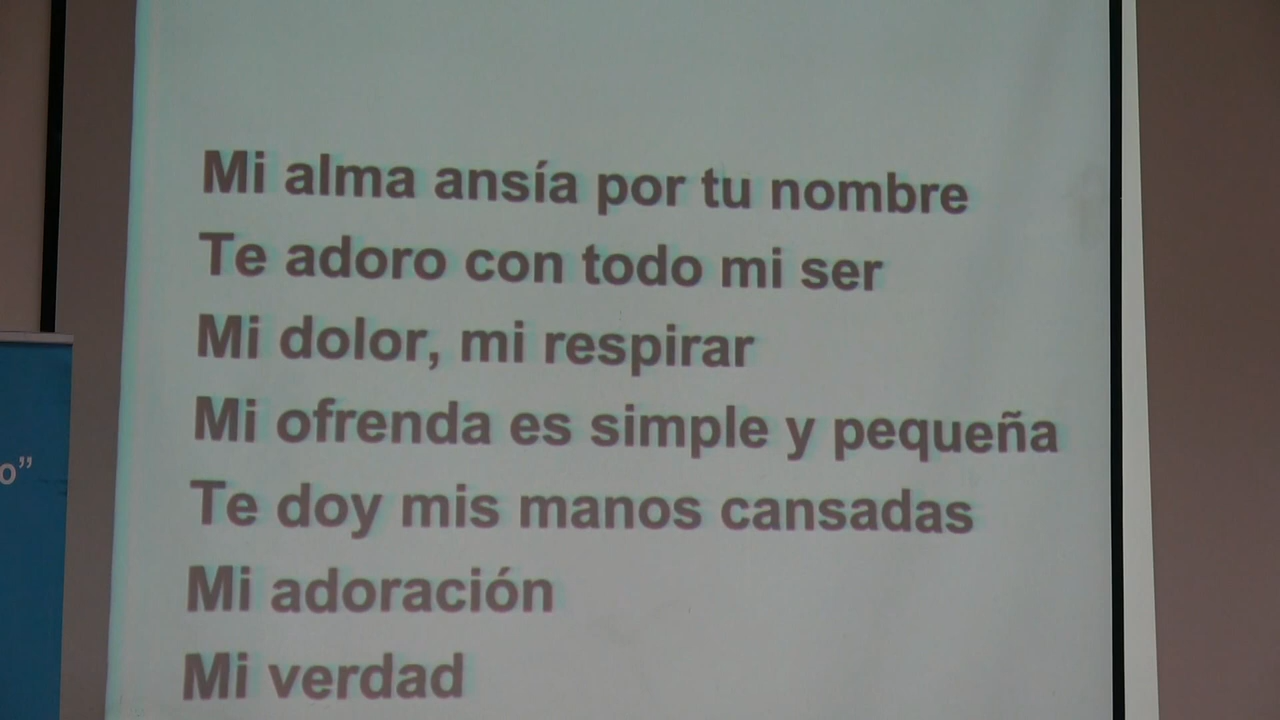 Mi alma ansía por tu nombre
Te adoro con todo mi ser
Mi dolor, mi respirar
Mi ofrenda es simple y pequeña
Te doy mis manos cansadas
Mi adoración
Mi verdad
o”